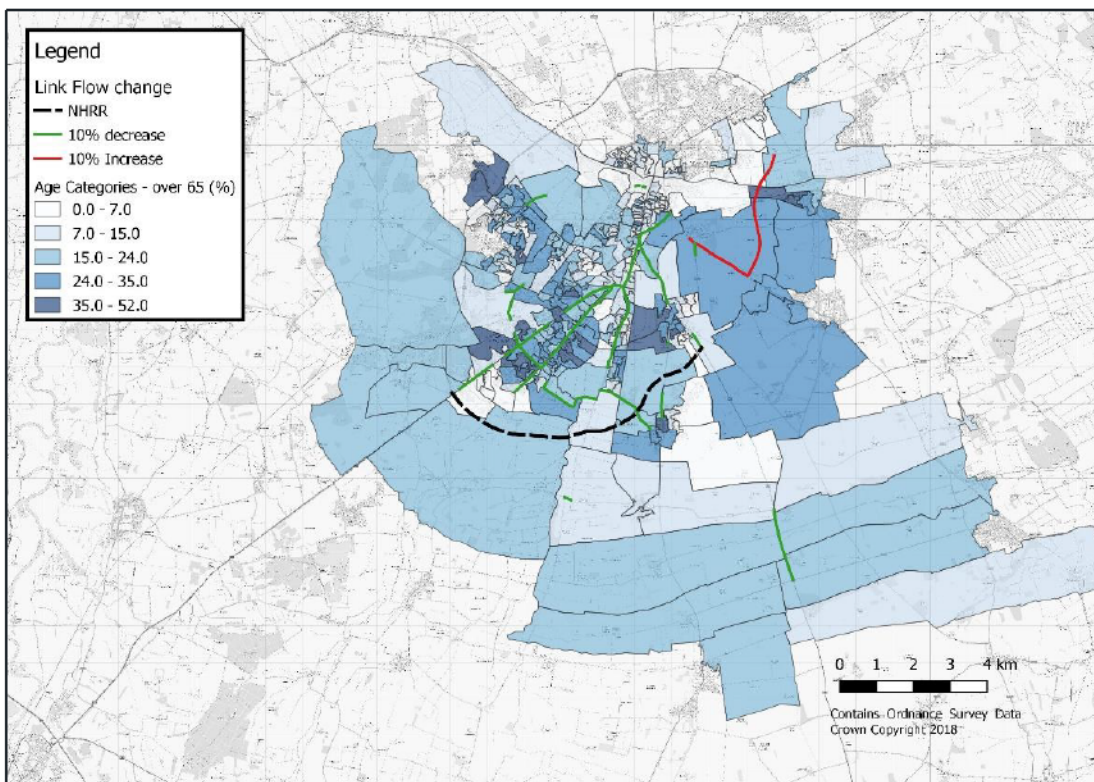 Legend
Link Flow change
NHRR
10% decrease
10% Increase
Age Categories - over 65 (%)
0.0 - 7.0
7.0 - 15.0
15.0 - 24.0
24.0 - 35.0
35.0 - 52.0
0 1 2 3 4 km
Contains Ordnance Survey Data
Crown Copyright 2018